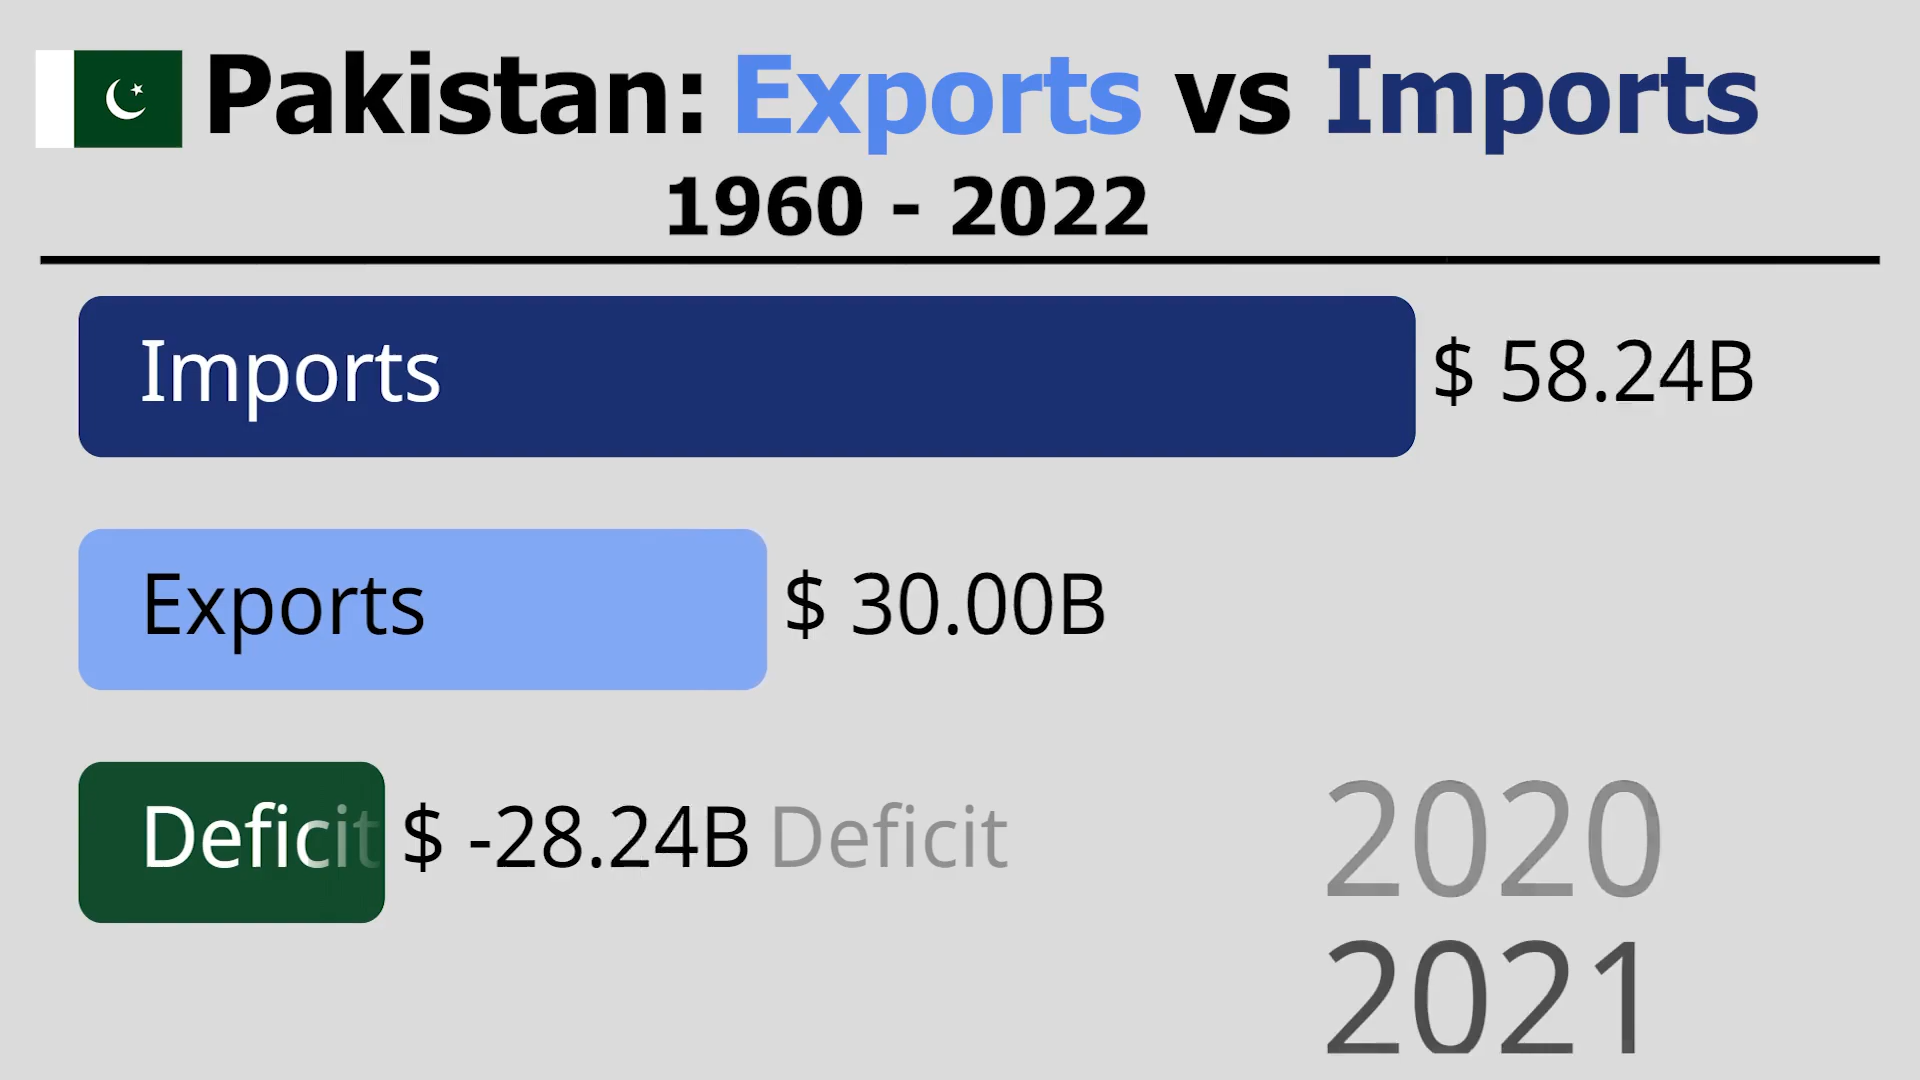 Pakistan: Exports vs Imports
1960 - 2022
Imports $ 58.24B
Exports $ 30.00B
Deficit $ -28.24B Deficit
2020
2021